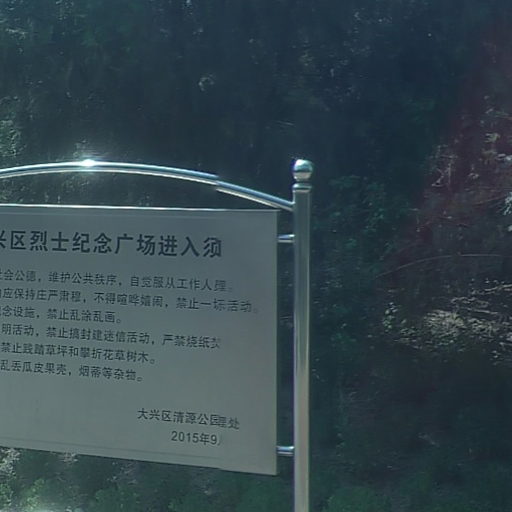 兴区烈士纪念广场进入须
社会公德，维护公共秩序，自觉服从工作人
应保持庄严肃穆，不得喧哗嬉闹，禁止一切活动。
念设施，禁止乱涂乱画。
明活动，禁止搞封建迷信活动，严禁烧纸
禁止践踏草坪和攀折花草树木。
乱丢瓜皮果壳，烟蒂等杂物。
大兴区清源公园管理处
2015年9